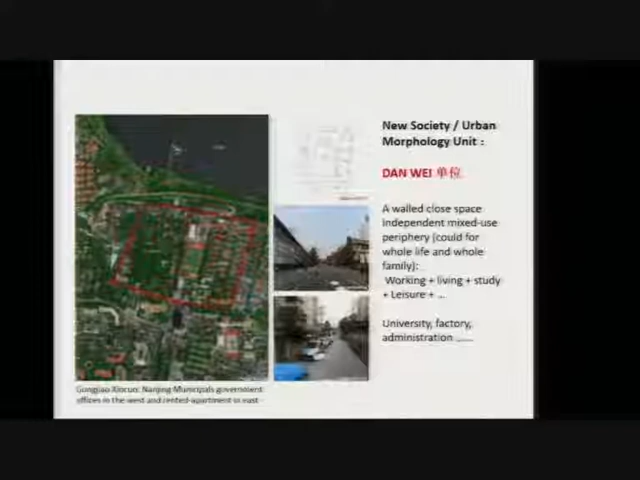 New Society / Urban
Morphology Unit :
DAN WEI 单位
A walled close space
independent mixed-use
periphery (could for
whole life and whole
family):
Working + living + study
+ Leisure + ...
University, factory,
administration ......
Gongjiao Xincun: Nanjing Municipals government
offices in the west and rented-apartment in east